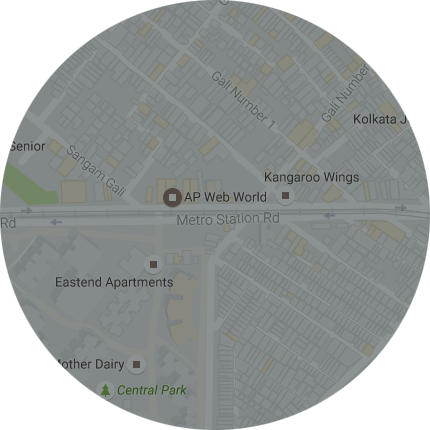 Gali Number 1
Gali Number
Kolkata J
Senior
Sangam Gali
Kangaroo Wings
AP Web World
Metro Station Rd
Rd
Eastend Apartments
Mother Dairy
Central Park